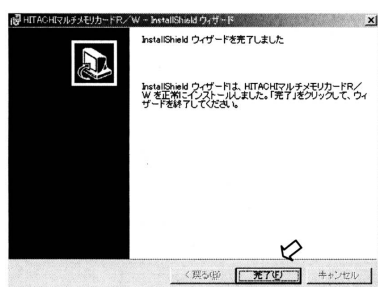 HITACHIマルチメモリカードR／W - InstallShield ウィザード
InstallShield ウィザードを完了しました
InstallShield ウィザードは、HITACHIマルチメモリカードR／
W を正常にインストールしました。「完了」をクリックして、ウィ
ザードを終了してください。
< 戻る(B)
完了(F)
キャンセル